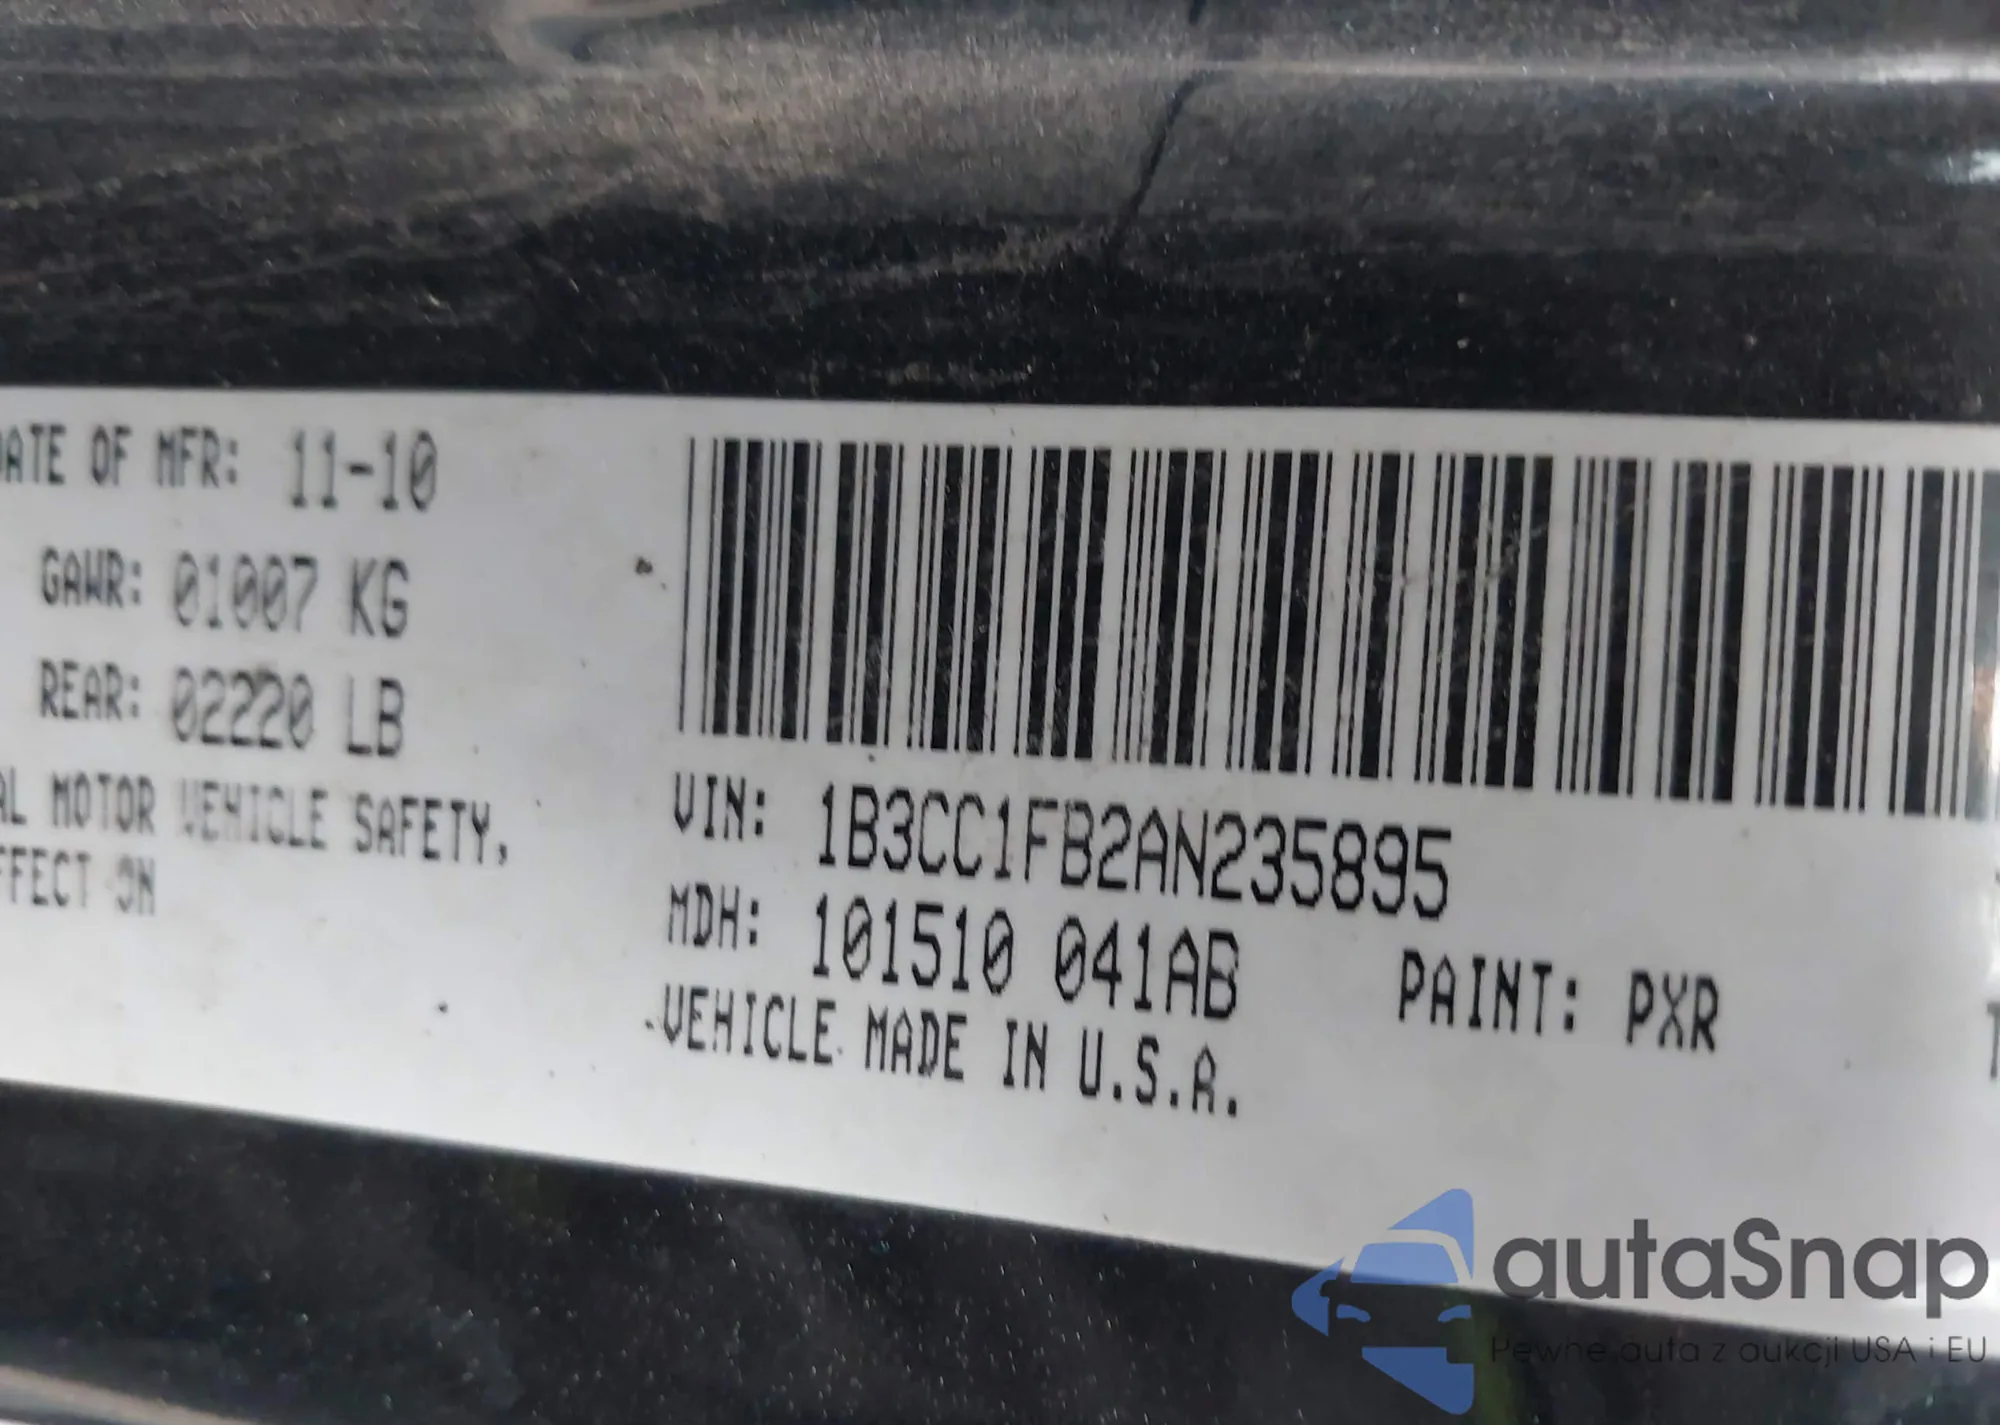 DATE OF MFR: 11-10
GAWR: 01007 KG
REAR: 02220 LB
AL MOTOR VEHICLE SAFETY,
FFECT ON
VIN: 1B3CC1FB2AN235895
MDH: 101510 041AB
PAINT: PXR
VEHICLE MADE IN U.S.A.
autaSnap
Pewne auta z aukcji USA i EU